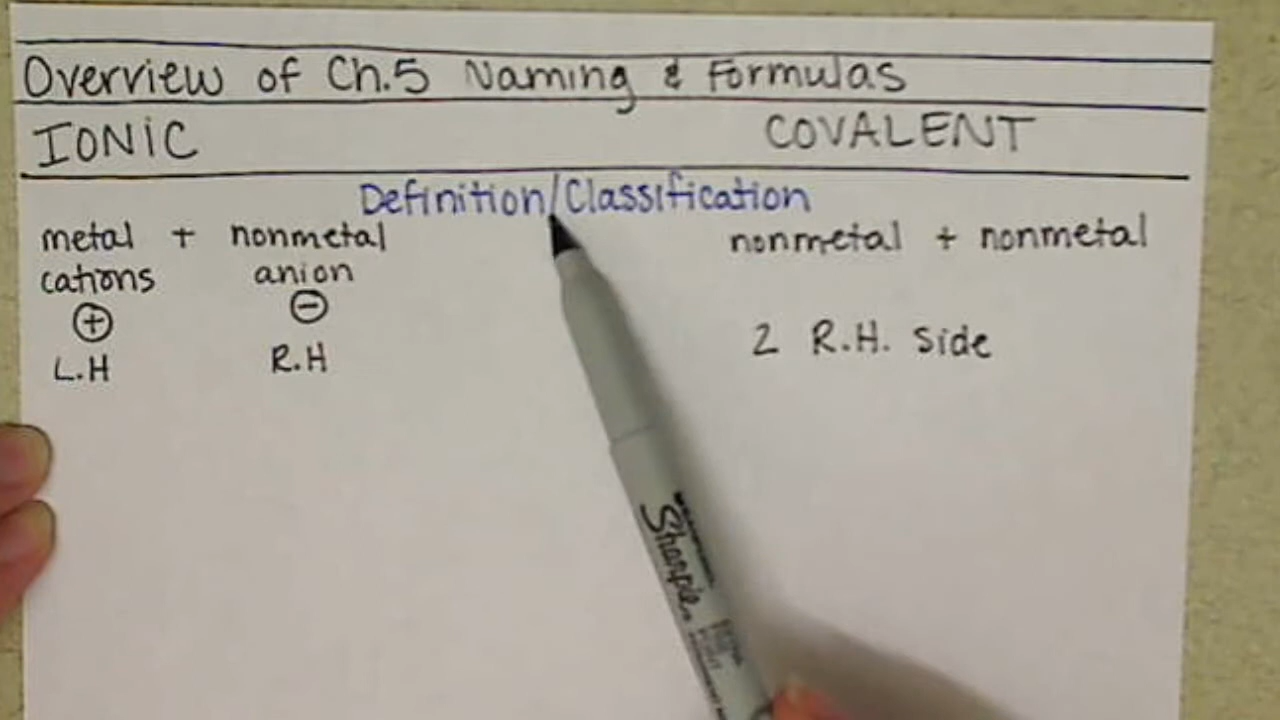 Overview of Ch.5 Naming & Formulas
IONIC COVALENT
Definition/Classification
metal + nonmetal nonmetal + nonmetal
cations anion
⊕ ⊖
L.H R.H 2 R.H. Side
Sharpie